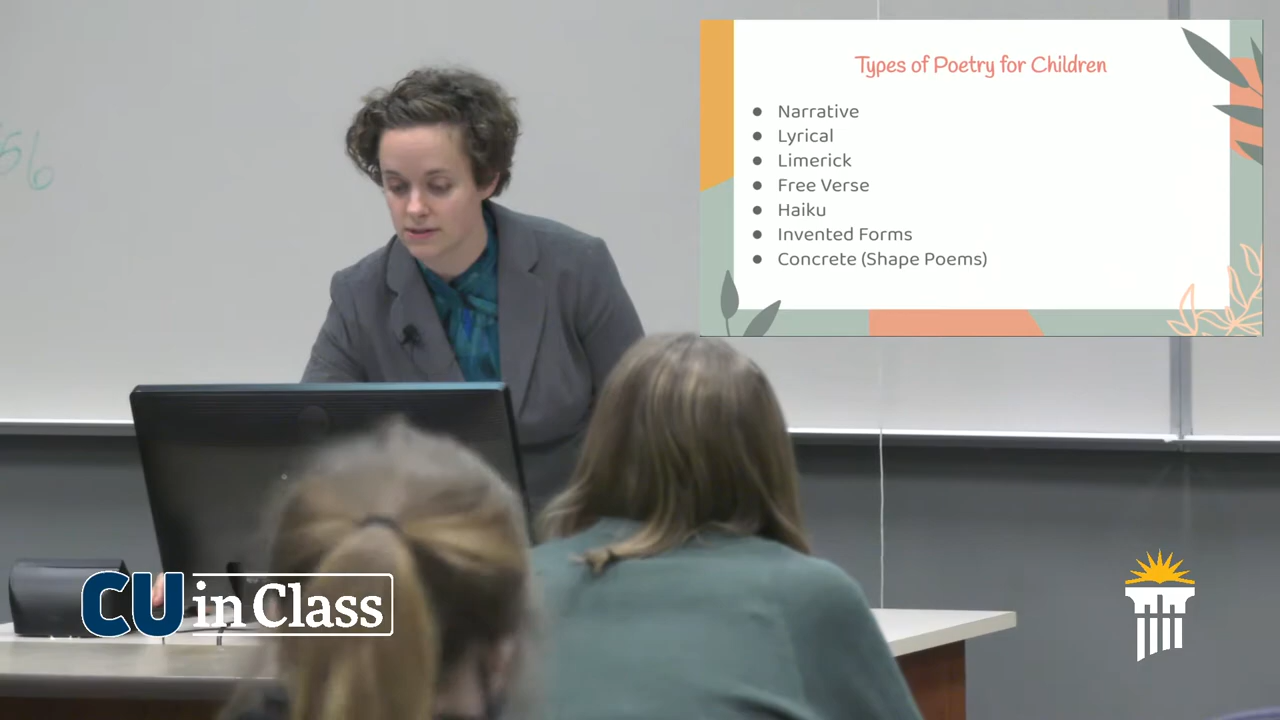 Types of Poetry for Children
● Narrative
● Lyrical
● Limerick
● Free Verse
● Haiku
● Invented Forms
● Concrete (Shape Poems)
CU in Class